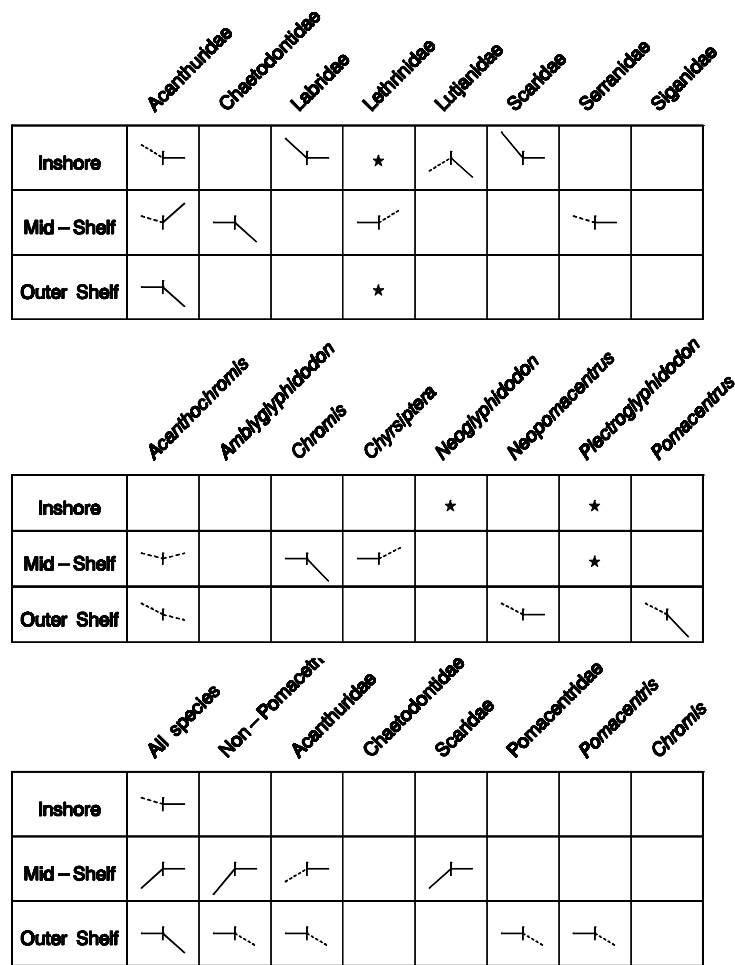 Acanthuridae Chaetodontidae Labridae Lethrinidae Lutjanidae Scaridae Serranidae Siganidae
Inshore
Mid-Shelf
Outer Shelf
Acanthochromis Amblyglyphidodon Chromis Chyrsiptera Neoglyphidodon Neopomacentrus Plectroglyphidodon Pomacentrus
Inshore
Mid-Shelf
Outer Shelf
All species Non-Pomacetn Acanthuridae Chaetodontidae Scaridae Pomacentridae Pomacentris Chromis
Inshore
Mid-Shelf
Outer Shelf